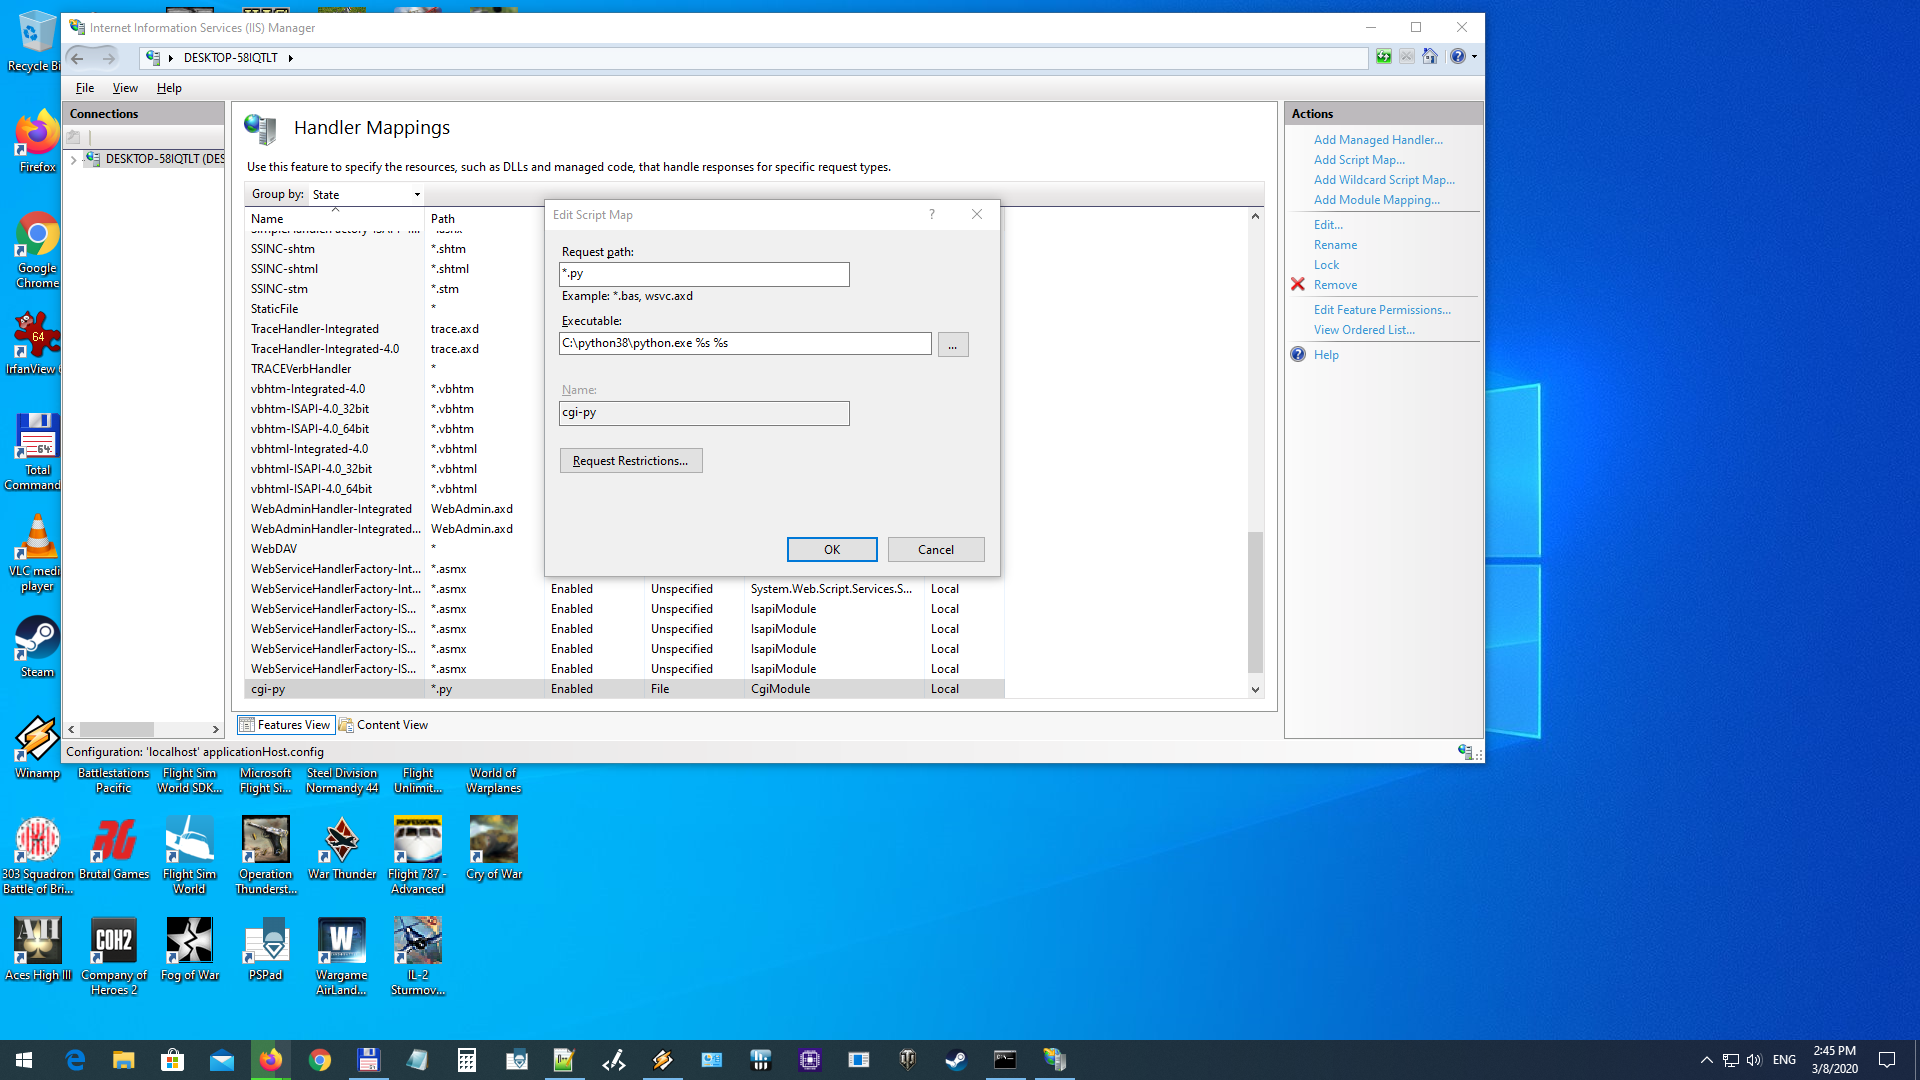 Internet Information Services (IIS) Manager
DESKTOP-58IQTLT
File View Help
Connections
DESKTOP-58IQTLT (DES
Handler Mappings
Use this feature to specify the resources, such as DLLs and managed code, that handle responses for specific request types.
Group by: State
Name Path
SSINC-shtm *.shtm
SSINC-shtml *.shtml
SSINC-stm *.stm
StaticFile *
TraceHandler-Integrated trace.axd
TraceHandler-Integrated-4.0 trace.axd
TRACEVerbHandler *
vbhtm-Integrated-4.0 *.vbhtm
vbhtm-ISAPI-4.0_32bit *.vbhtm
vbhtm-ISAPI-4.0_64bit *.vbhtm
vbhtml-Integrated-4.0 *.vbhtml
vbhtml-ISAPI-4.0_32bit *.vbhtml
vbhtml-ISAPI-4.0_64bit *.vbhtml
WebAdminHandler-Integrated WebAdmin.axd
WebAdminHandler-Integrated... WebAdmin.axd
WebDAV *
WebServiceHandlerFactory-Int... *.asmx
WebServiceHandlerFactory-Int... *.asmx Enabled Unspecified System.Web.Script.Services.S... Local
WebServiceHandlerFactory-IS... *.asmx Enabled Unspecified IsapiModule Local
WebServiceHandlerFactory-IS... *.asmx Enabled Unspecified IsapiModule Local
WebServiceHandlerFactory-IS... *.asmx Enabled Unspecified IsapiModule Local
WebServiceHandlerFactory-IS... *.asmx Enabled Unspecified IsapiModule Local
cgi-py *.py Enabled File CgiModule Local
Features View Content View
Configuration: 'localhost' applicationHost.config
Edit Script Map
?
Request path:
*.py
Example: *.bas, wsvc.axd
Executable:
C:\python38\python.exe %s %s
...
Name:
cgi-py
Request Restrictions...
OK Cancel
Actions
Add Managed Handler...
Add Script Map...
Add Wildcard Script Map...
Add Module Mapping...
Edit...
Rename
Lock
Remove
Edit Feature Permissions...
View Ordered List...
Help
Recycle Bi
Firefox
Google
Chrome
64
IrfanView 6
64
Total
Command
VLC medi
player
Steam
Winamp
Battlestations
Pacific
Flight Sim
World SDK...
Microsoft
Flight Si...
Steel Division
Normandy 44
Flight
Unlimit...
World of
Warplanes
303 Squadron
Battle of Bri...
BG
Brutal Games
Flight Sim
World
Operation
Thunderst...
War Thunder
PROFESSIONAL
Flight 787 -
Advanced
Cry of War
AH
Aces High III
COH2
Company of
Heroes 2
Fog of War
PSPad
W
Wargame
AirLand...
IL-2
Sturmov...
ENG
2:45 PM
3/8/2020